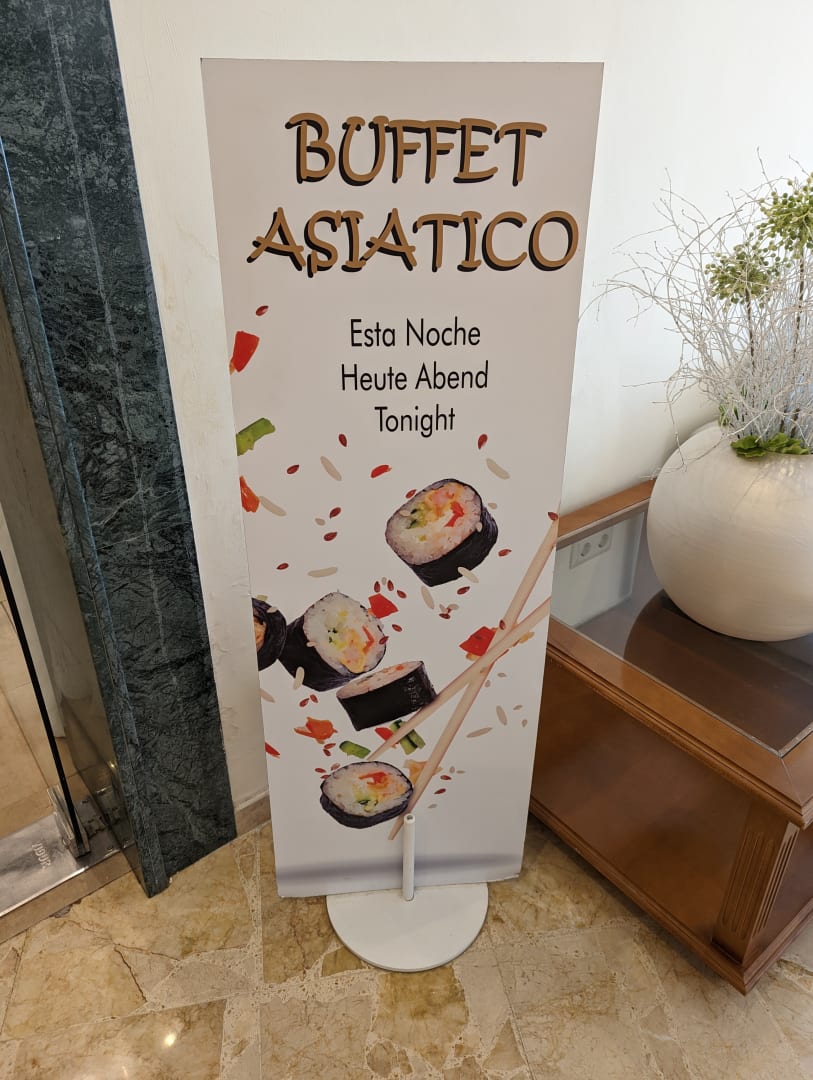 BUFFET
ASIATICO
Esta Noche
Heute Abend
Tonight